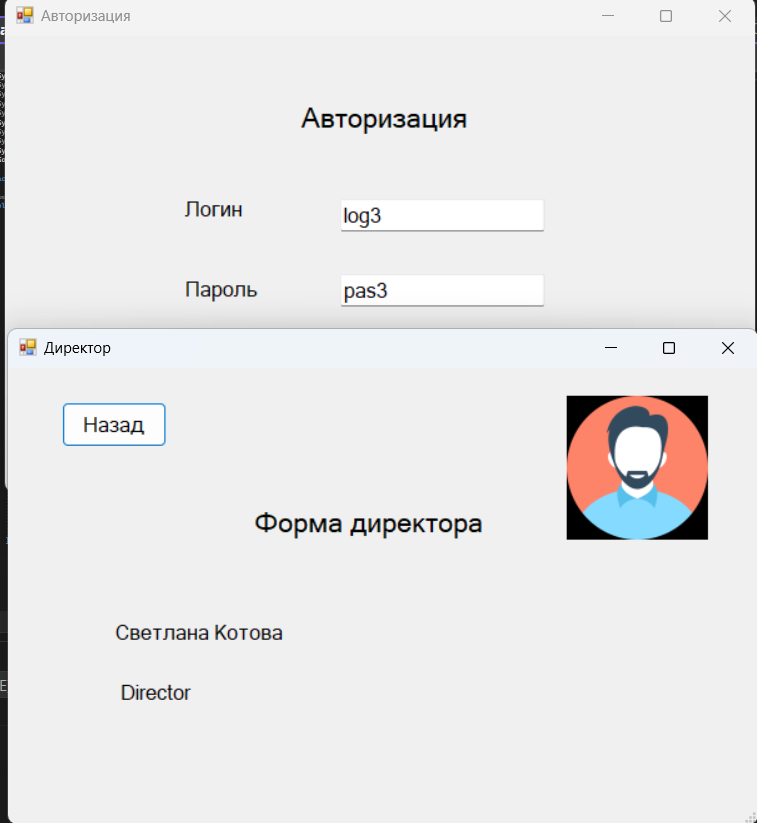 Авторизация
Авторизация
Логин
log3
Пароль
pas3
Директор
Назад
Форма директора
Светлана Котова
Director